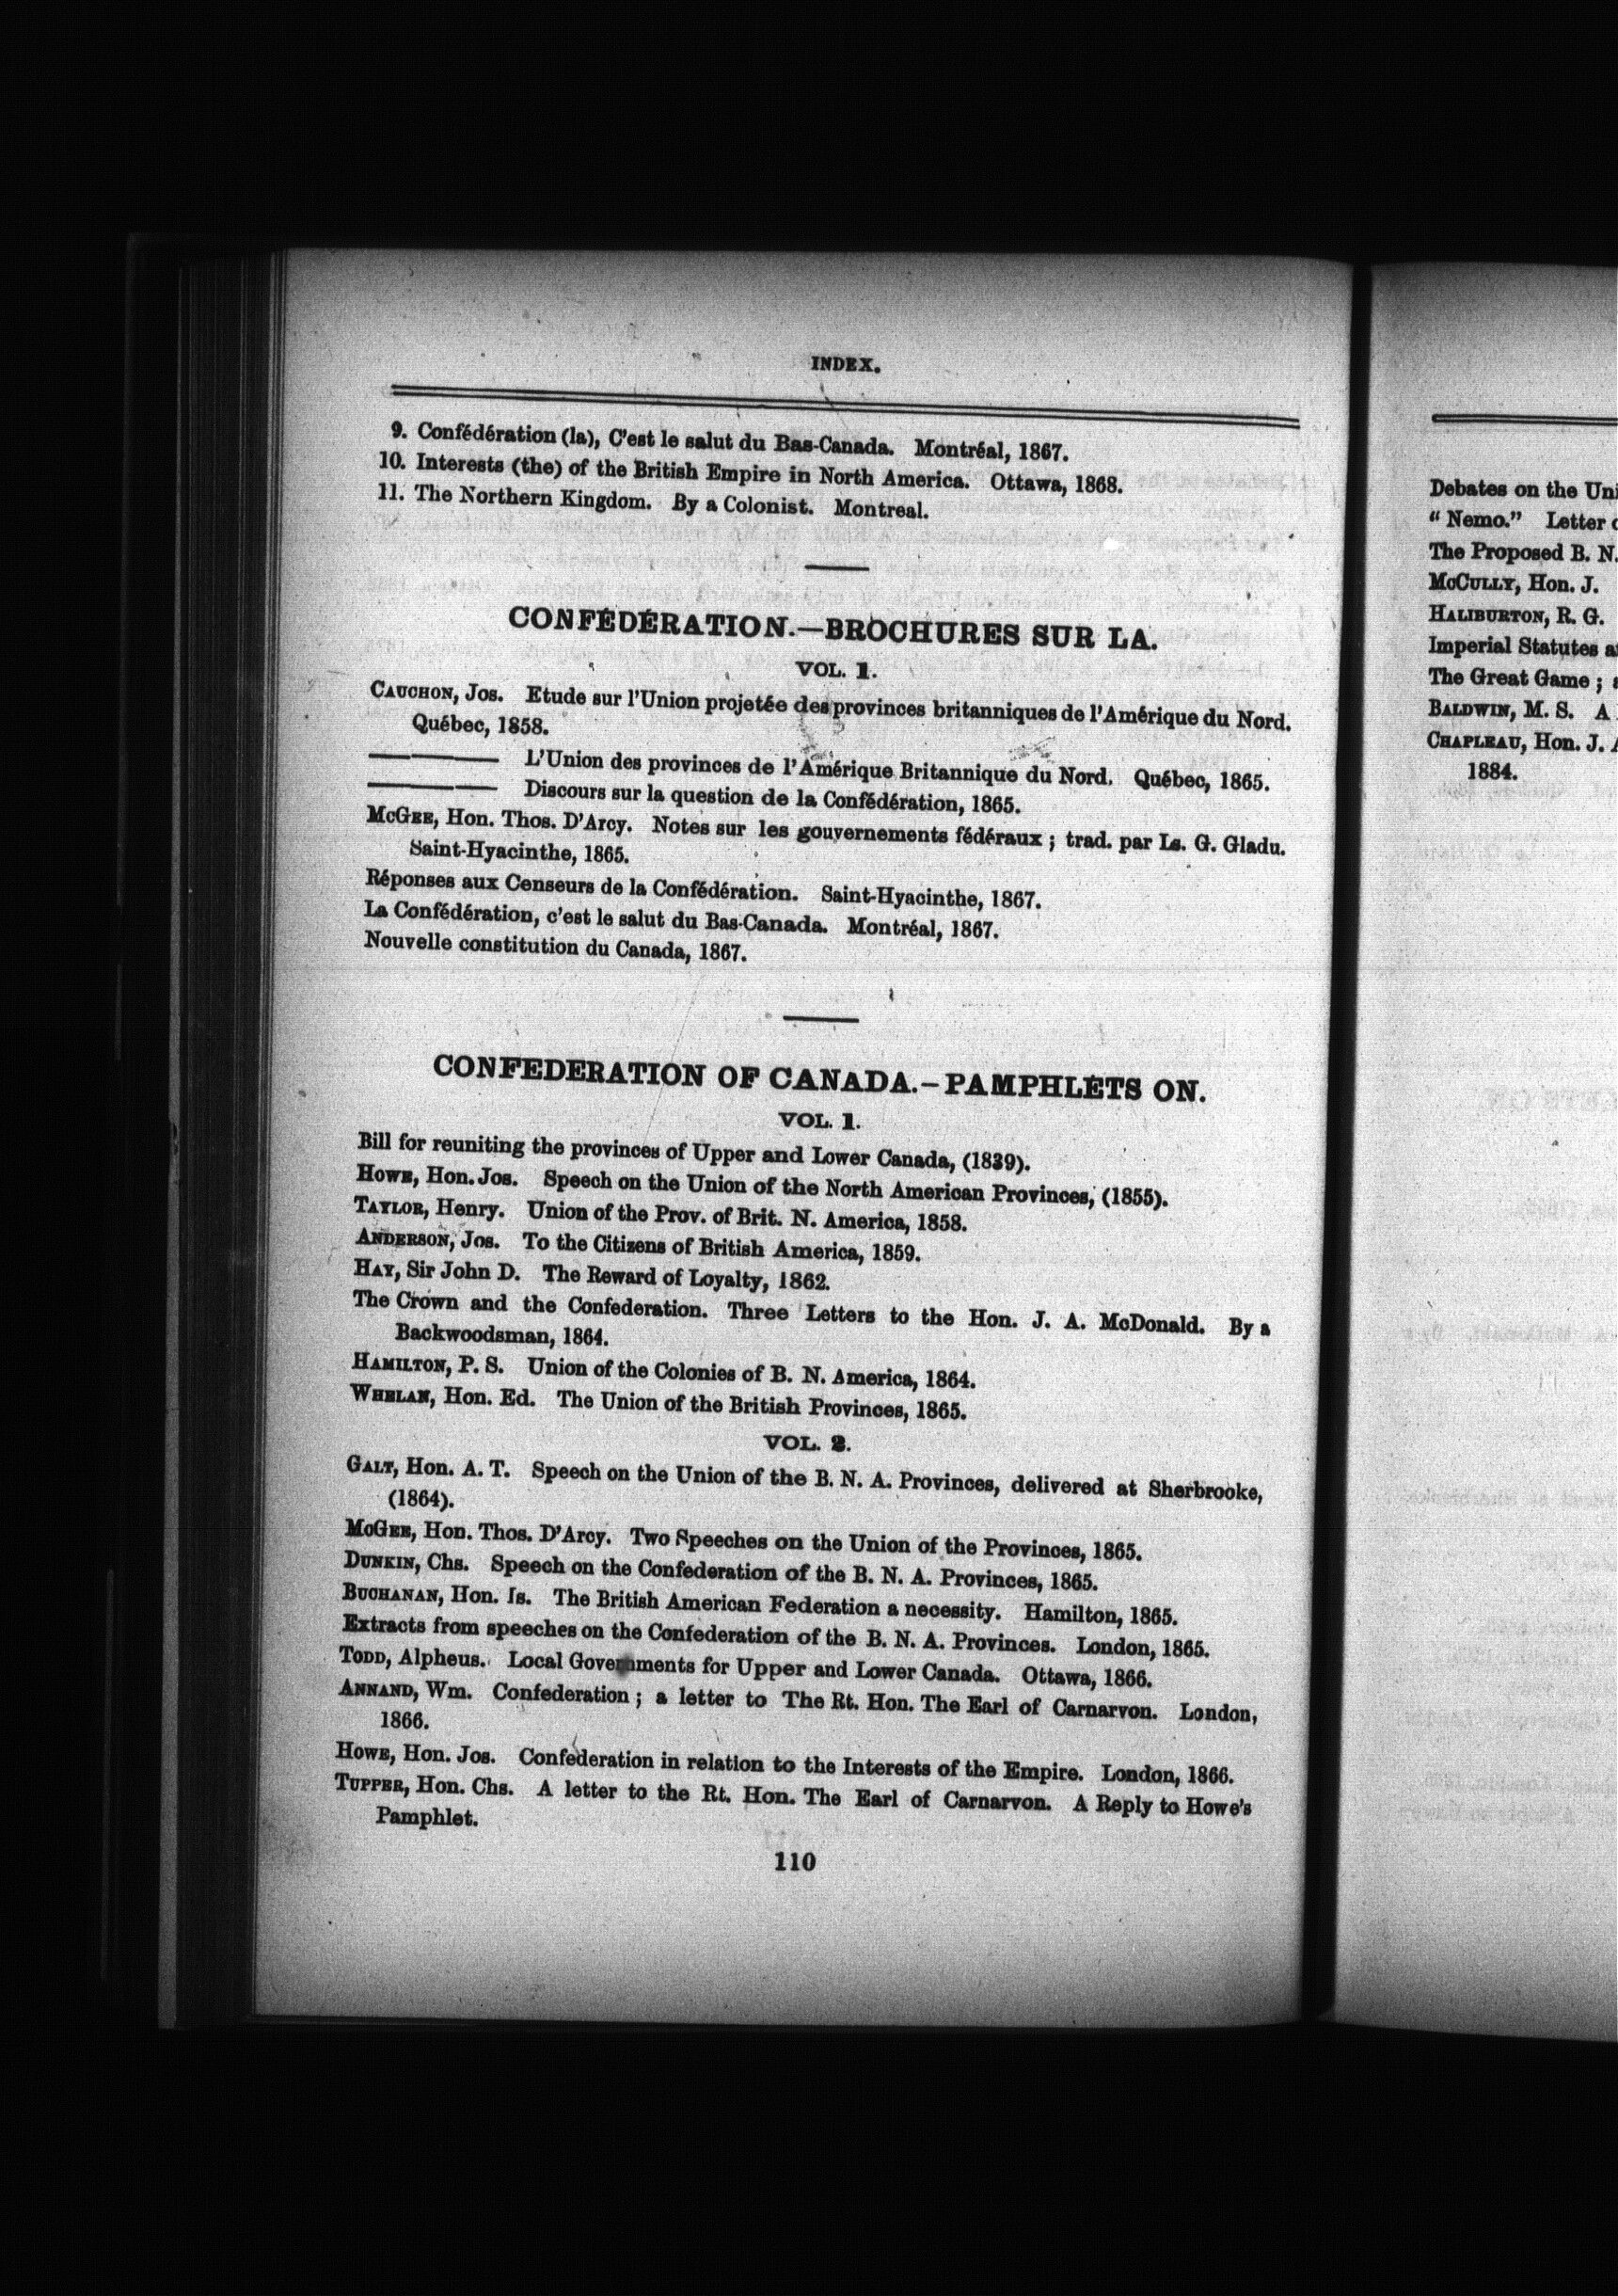 INDEX.
9. Confédération (la), C'est le salut du Bas-Canada. Montréal, 1867.
10. Interests (the) of the British Empire in North America. Ottawa, 1868.
11. The Northern Kingdom. By a Colonist. Montreal.
CONFÉDÉRATION.—BROCHURES SUR LA.
VOL. 1.
CAUCHON, Jos. Etude sur l'Union projetée des provinces britanniques de l'Amérique du Nord.
Québec, 1858.
——— L'Union des provinces de l'Amérique Britannique du Nord. Québec, 1865.
——— Discours sur la question de la Confédération, 1865.
MCGEE, Hon. Thos. D'Arcy. Notes sur les gouvernements fédéraux ; trad. par Ls. G. Gladu.
Saint-Hyacinthe, 1865.
Réponses aux Censeurs de la Confédération. Saint-Hyacinthe, 1867.
La Confédération, c'est le salut du Bas-Canada. Montréal, 1867.
Nouvelle constitution du Canada, 1867.
CONFEDERATION OF CANADA.—PAMPHLETS ON.
VOL. 1.
Bill for reuniting the provinces of Upper and Lower Canada, (1839).
HOWE, Hon. Jos. Speech on the Union of the North American Provinces, (1855).
TAYLOR, Henry. Union of the Prov. of Brit. N. America, 1858.
ANDERSON, Jos. To the Citizens of British America, 1859.
HAY, Sir John D. The Reward of Loyalty, 1862.
The Crown and the Confederation. Three Letters to the Hon. J. A. McDonald. By a
Backwoodsman, 1864.
HAMILTON, P. S. Union of the Colonies of B. N. America, 1864.
WHELAN, Hon. Ed. The Union of the British Provinces, 1865.
VOL. 2.
GALT, Hon. A. T. Speech on the Union of the B. N. A. Provinces, delivered at Sherbrooke,
(1864).
MCGEE, Hon. Thos. D'Arcy. Two Speeches on the Union of the Provinces, 1865.
DUNKIN, Chs. Speech on the Confederation of the B. N. A. Provinces, 1865.
BUCHANAN, Hon. Is. The British American Federation a necessity. Hamilton, 1865.
Extracts from speeches on the Confederation of the B. N. A. Provinces. London, 1865.
TODD, Alpheus. Local Governments for Upper and Lower Canada. Ottawa, 1866.
ANNAND, Wm. Confederation ; a letter to The Rt. Hon. The Earl of Carnarvon. London,
1866.
HOWE, Hon. Jos. Confederation in relation to the Interests of the Empire. London, 1866.
TUPPER, Hon. Chs. A letter to the Rt. Hon. The Earl of Carnarvon. A Reply to Howe's
Pamphlet.
110
Debates on the Uni
"Nemo." Letter
The Proposed B. N.
MCCULLY, Hon. J.
HALIBURTON, R. G.
Imperial Statutes
The Great Game ;
BALDWIN, M. S. A
CHAPLEAU, Hon. J.
1884.